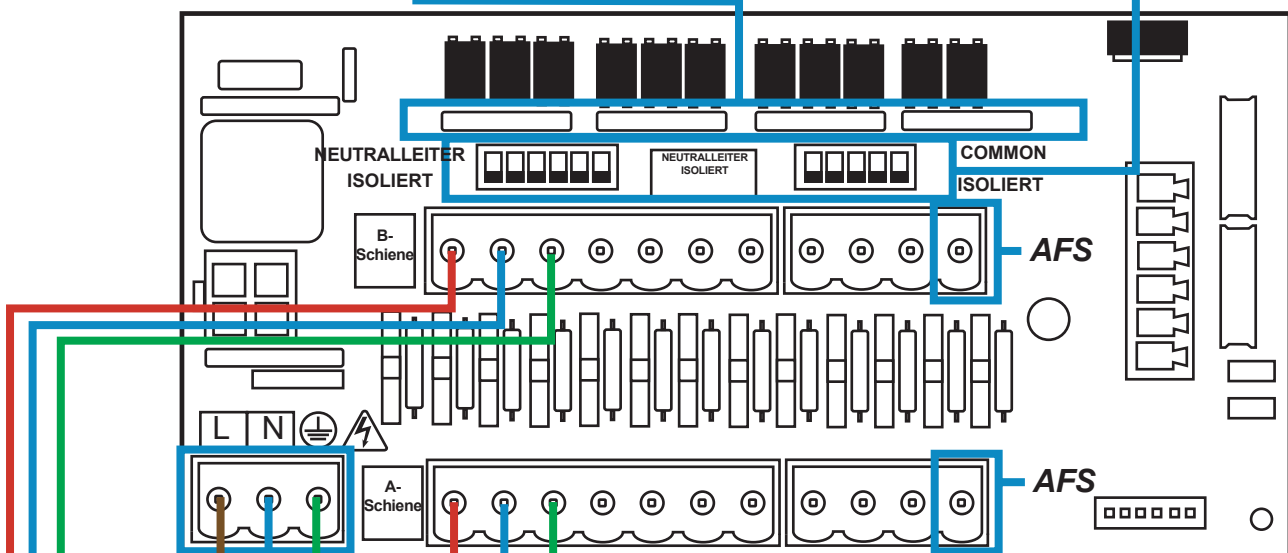 NEUTRALLEITER
ISOLIERT
NEUTRALLEITER
ISOLIERT
COMMON
ISOLIERT
B-
Schiene
AFS
L N
A-
Schiene
AFS